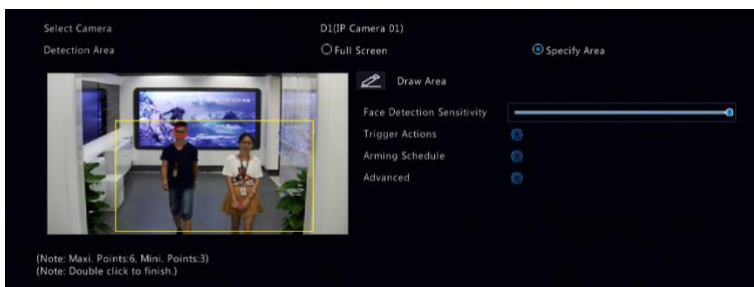 Select Camera D1(IP Camera 01)
Detection Area Full Screen Specify Area
Draw Area
Face Detection Sensitivity
Trigger Actions
Arming Schedule
Advanced
(Note: Maxi. Points:6, Mini. Points:3)
(Note: Double click to finish.)